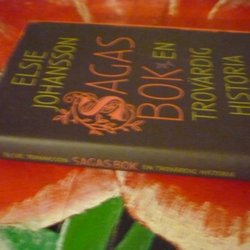 ELSIE
JOHANSSON
SAGAS
BOK EN
TROVÄRDIG
HISTORIA
ELSIE JOHANSSON SAGAS BOK EN TROVÄRDIG HISTORIA